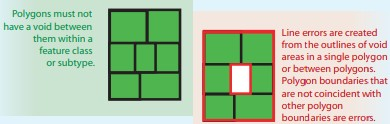 Polygons must not
have a void between
them within a
feature class
or subtype.
Line errors are created
from the outlines of void
areas in a single polygon
or between polygons.
Polygon boundaries that
are not coincident with
other polygon
boundaries are errors.